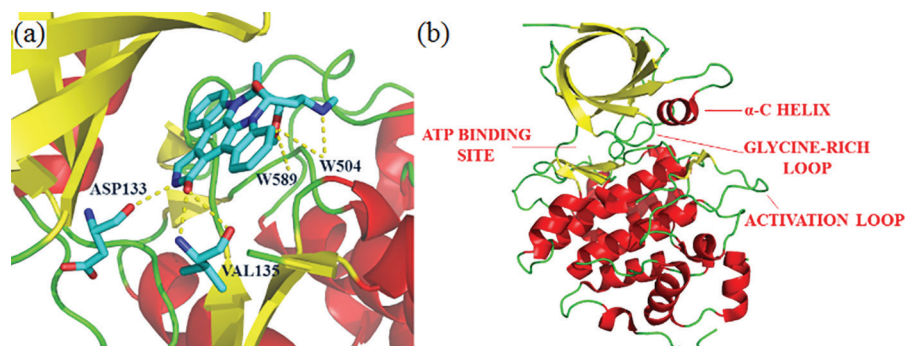 (a)
ASP133
W589
W504
VAL135
(b)
ATP BINDING
SITE
α-C HELIX
GLYCINE-RICH
LOOP
ACTIVATION LOOP